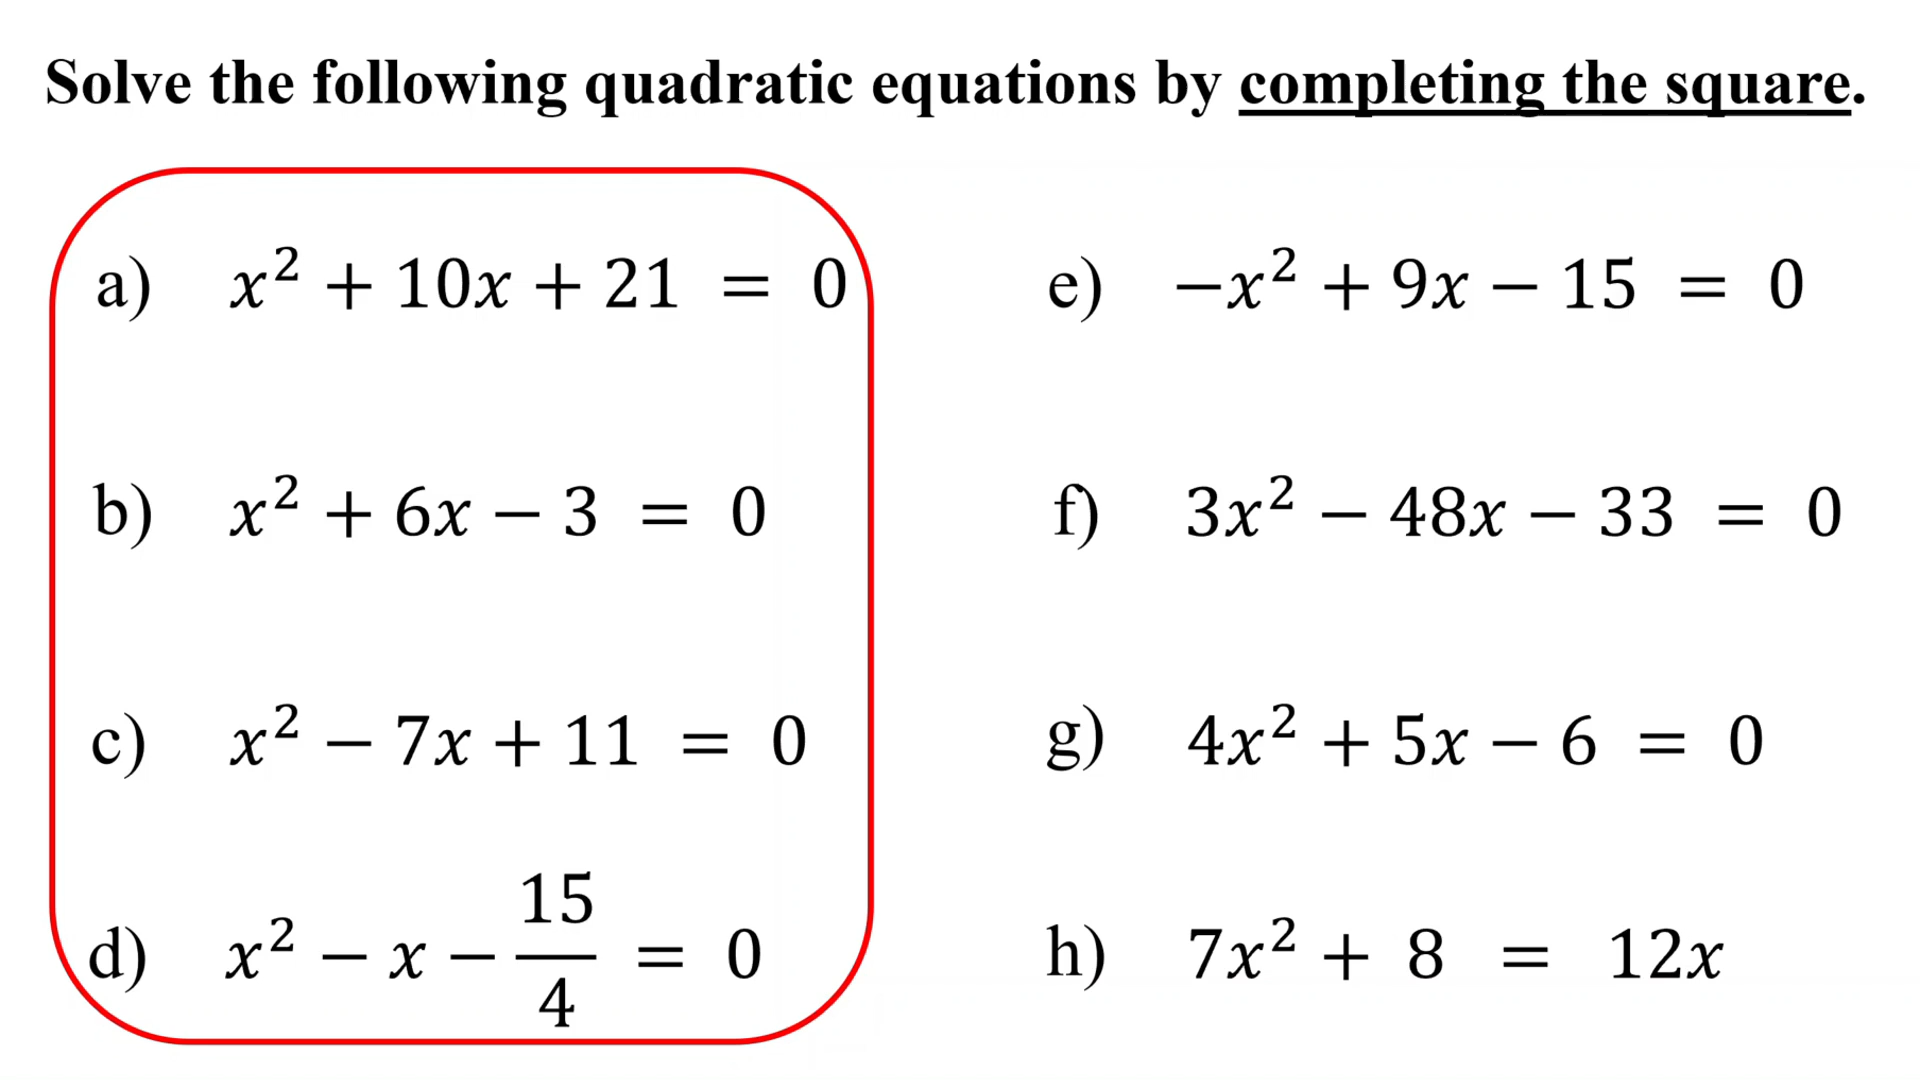 Solve the following quadratic equations by completing the square.
a) x² + 10x + 21 = 0
b) x² + 6x − 3 = 0
c) x² − 7x + 11 = 0
d) x² − x − 15/4 = 0
e) −x² + 9x − 15 = 0
f) 3x² − 48x − 33 = 0
g) 4x² + 5x − 6 = 0
h) 7x² + 8 = 12x